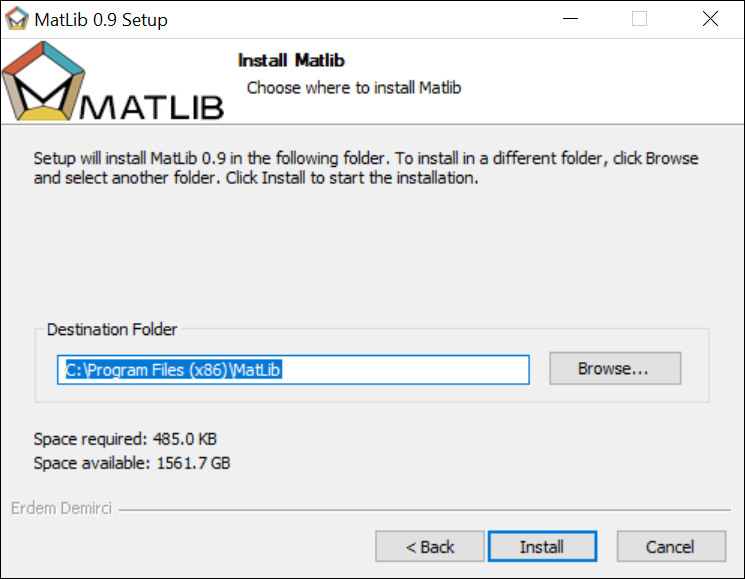 MatLib 0.9 Setup
MATLIB
Install Matlib
Choose where to install Matlib
Setup will install MatLib 0.9 in the following folder. To install in a different folder, click Browse
and select another folder. Click Install to start the installation.
Destination Folder
C:\Program Files (x86)\MatLib
Browse...
Space required: 485.0 KB
Space available: 1561.7 GB
Erdem Demirci
< Back
Install
Cancel